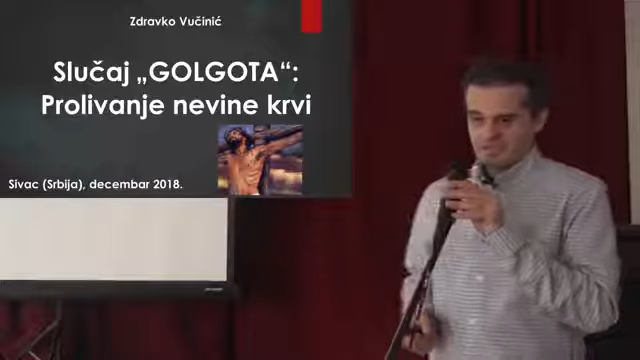 Zdravko Vučinić
Slučaj „GOLGOTA“:
Prolivanje nevine krvi
Sivac (Srbija), decembar 2018.